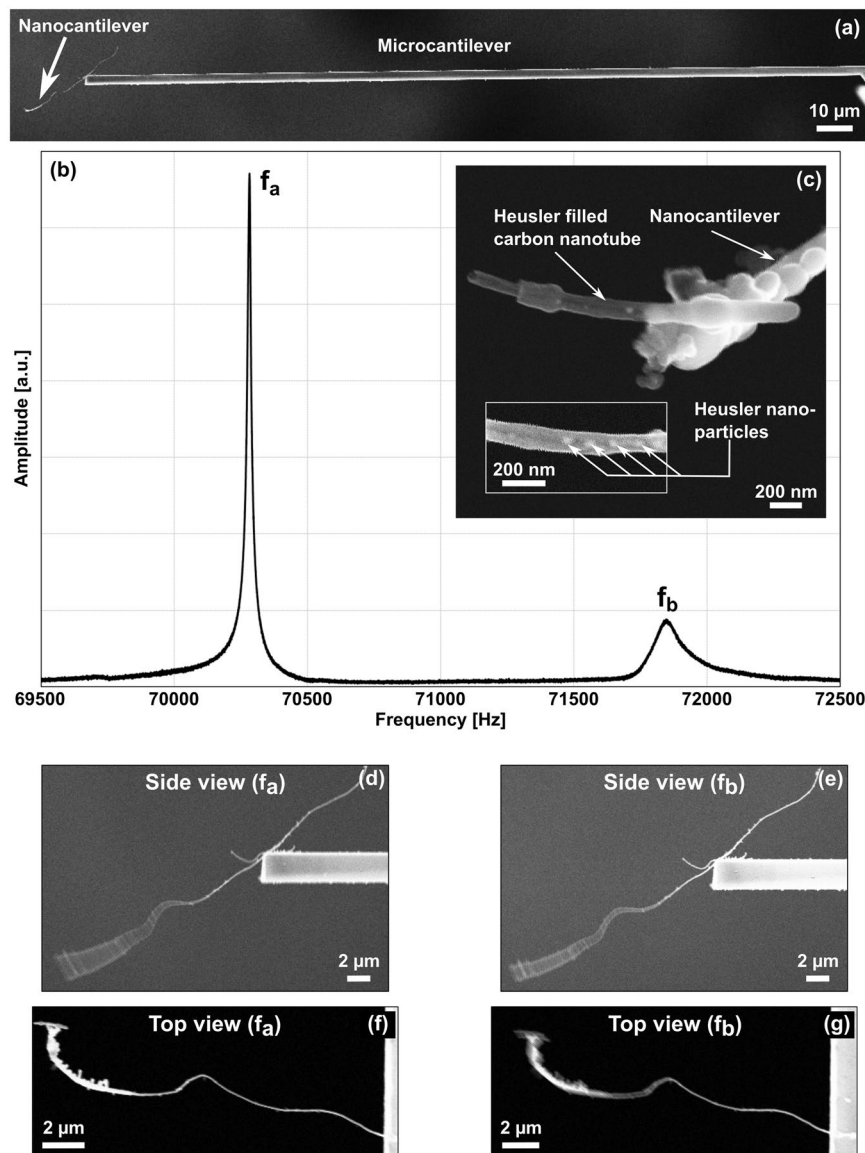 (a)
Nanocantilever
Microcantilever
10 µm
(b)
fa
(c)
Heusler filled
carbon nanotube
Nanocantilever
Heusler nano-
particles
200 nm
200 nm
fb
Amplitude [a.u.]
69500 70000 70500 71000 71500 72000 72500
Frequency [Hz]
Side view (fa) (d)
2 µm
Side view (fb) (e)
2 µm
Top view (fa) (f)
2 µm
Top view (fb) (g)
2 µm